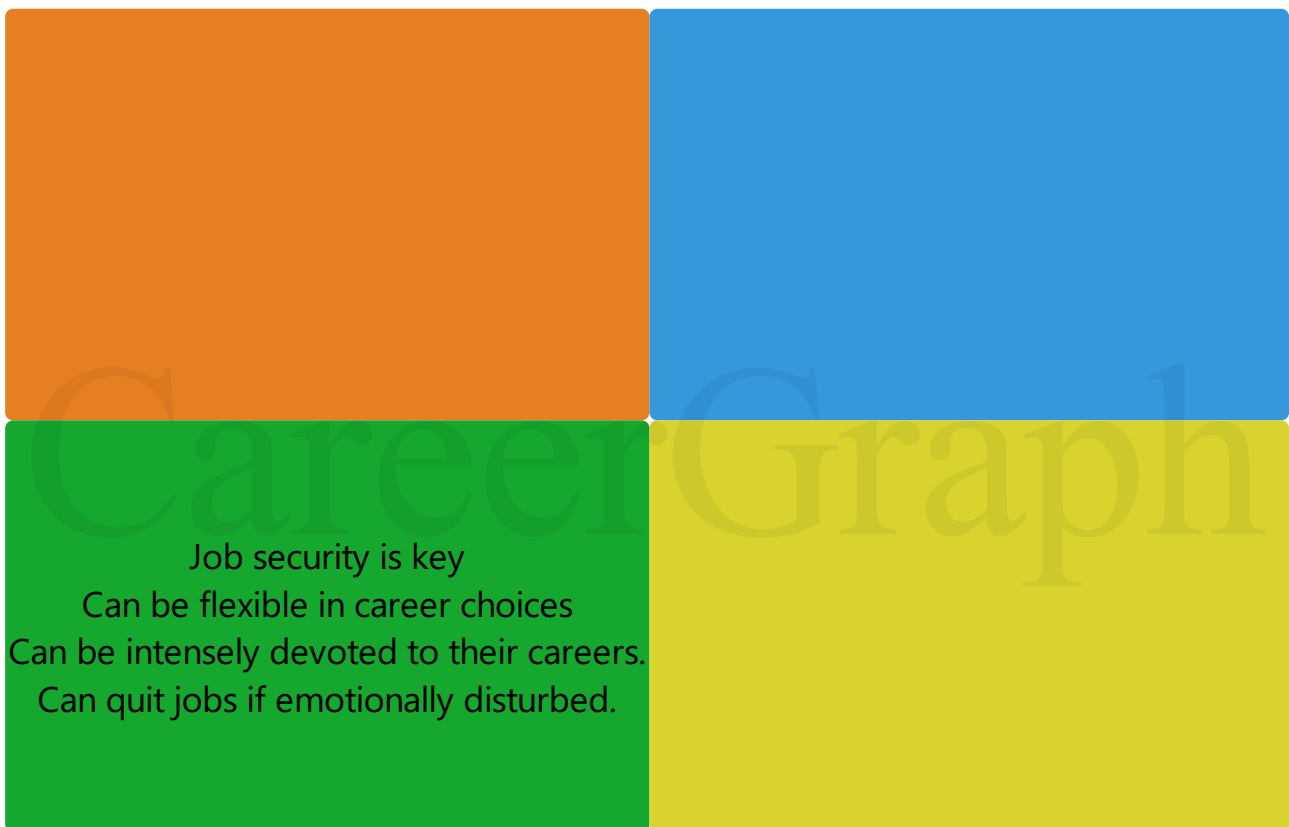 CareerGraph
Job security is key
Can be flexible in career choices
Can be intensely devoted to their careers.
Can quit jobs if emotionally disturbed.